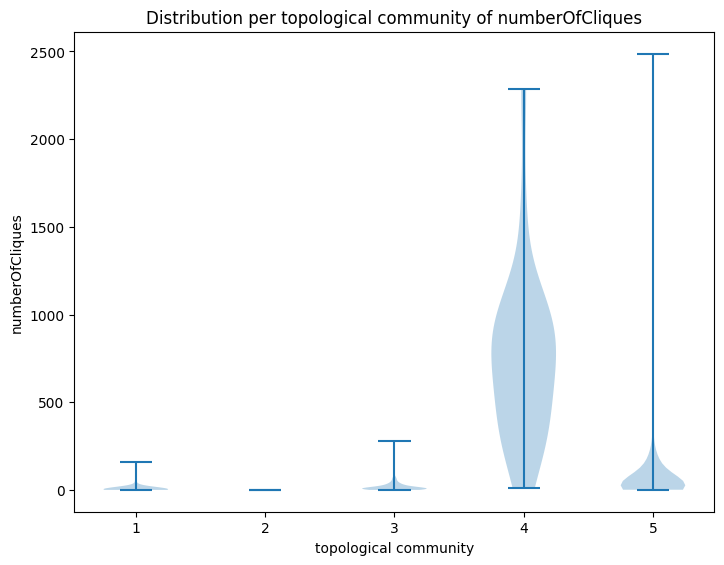 Distribution per topological community of numberOfCliques
numberOfCliques
2500
2000
1500
1000
500
0
1 2 3 4 5
topological community